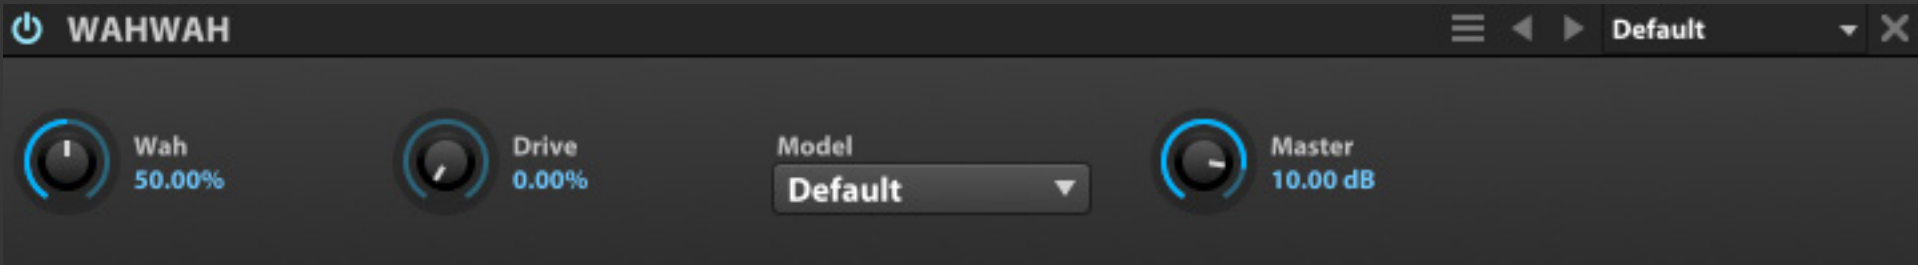 WAHWAH
Default
Wah
50.00%
Drive
0.00%
Model
Default
Master
10.00 dB